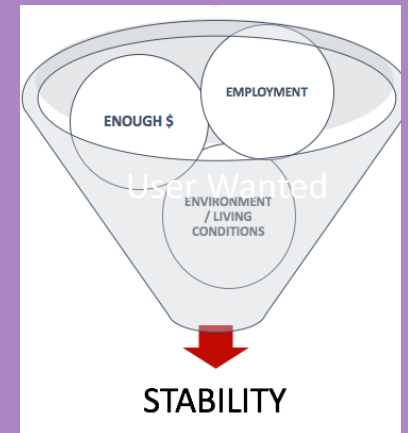 EMPLOYMENT
ENOUGH $
User Wanted
ENVIRONMENT
/ LIVING
CONDITIONS
STABILITY